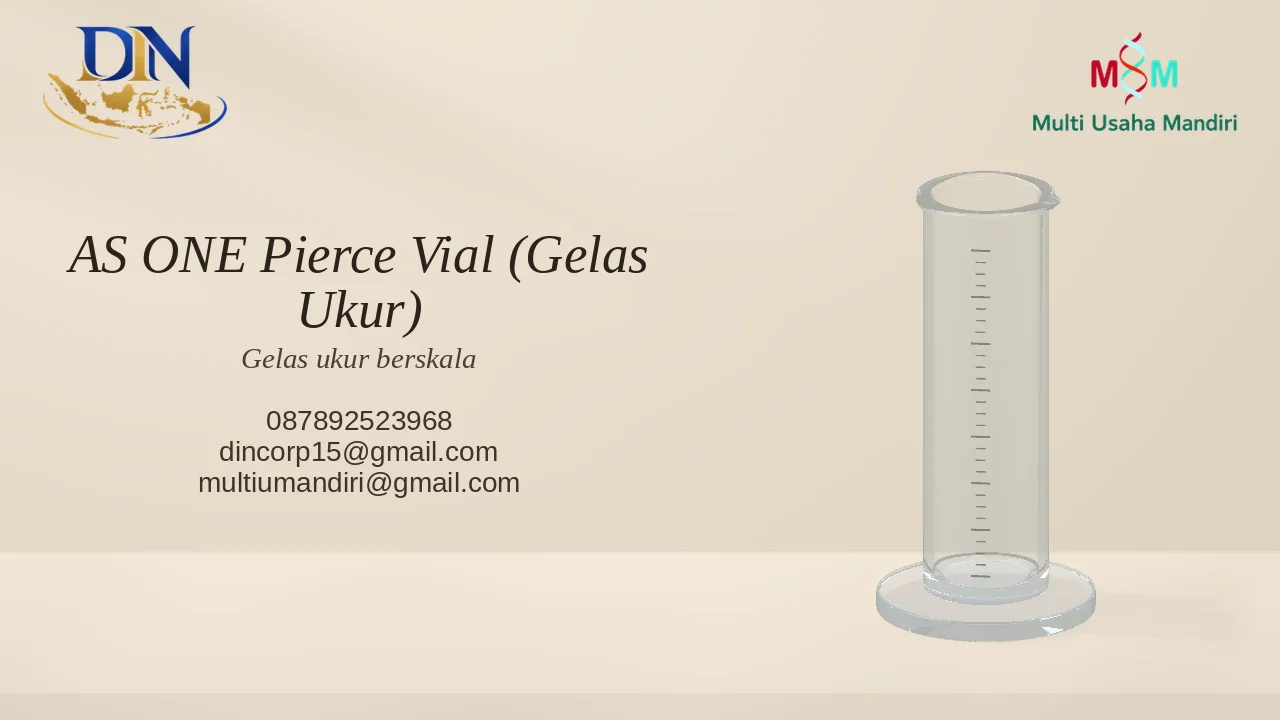 DIN
M M
Multi Usaha Mandiri
AS ONE Pierce Vial (Gelas
Ukur)
Gelas ukur berskala
087892523968
dincorp15@gmail.com
multiumandiri@gmail.com